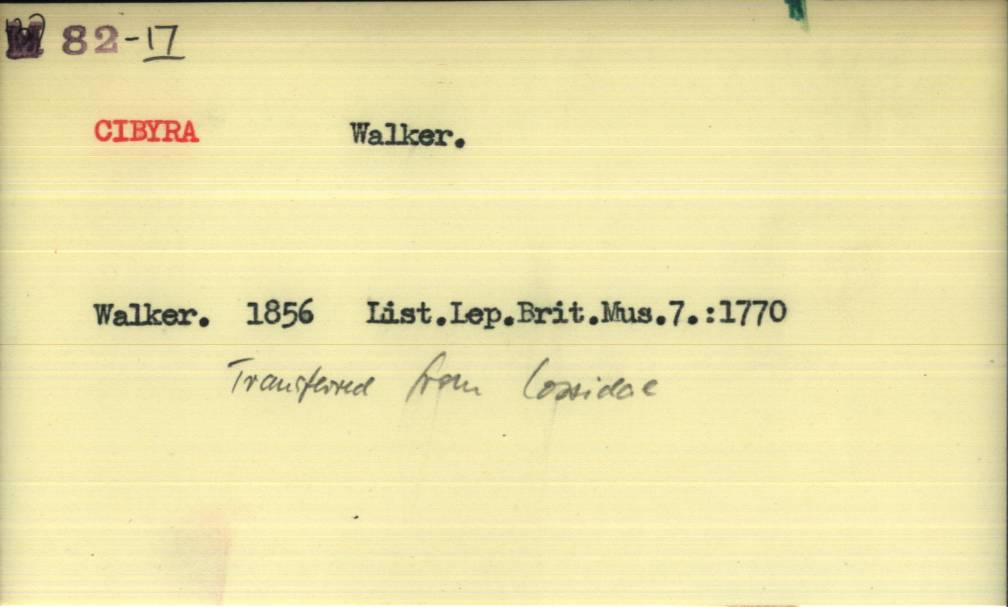 82-17
CIBYRA Walker.
Walker. 1856 List.Lep.Brit.Mus.7.:1770
Transferred from Cossidae